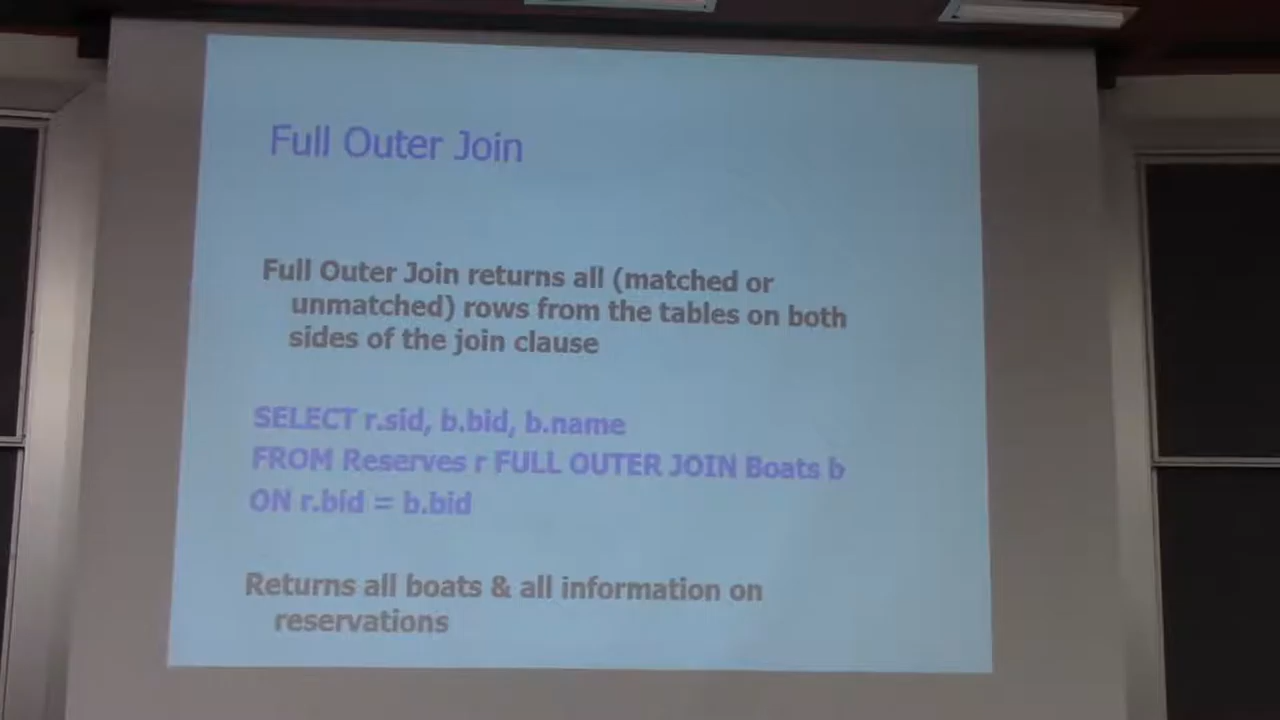 Full Outer Join
Full Outer Join returns all (matched or
unmatched) rows from the tables on both
sides of the join clause
SELECT r.sid, b.bid, b.name
FROM Reserves r FULL OUTER JOIN Boats b
ON r.bid = b.bid
Returns all boats & all information on
reservations